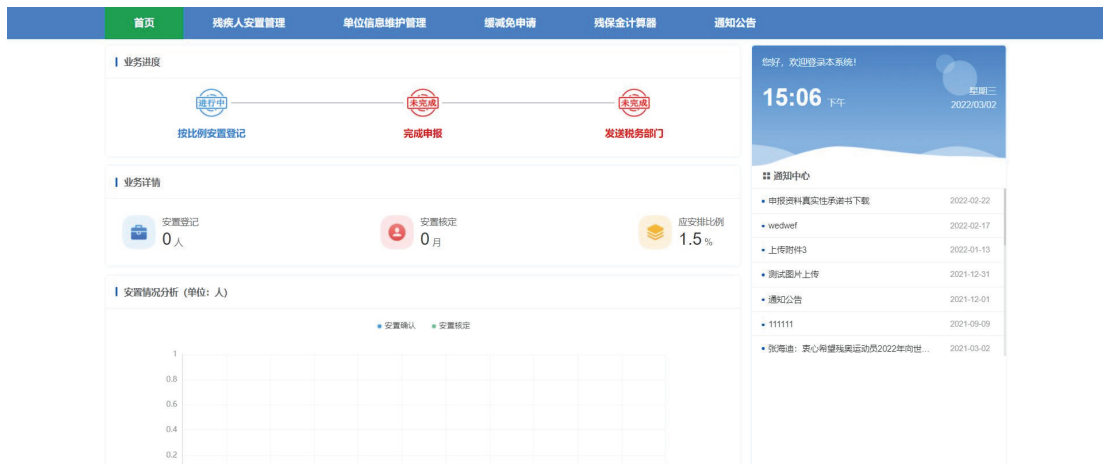 首页 残疾人安置管理 单位信息维护管理 缓减免申请 残保金计算器 通知公告
业务进度
进行中 未完成 未完成
按比例安置登记 完成申报 发送税务部门
业务详情
安置登记
0 人
安置核定
0 月
应安排比例
1.5 %
安置情况分析 (单位: 人)
安置确认 安置核定
1
0.8
0.6
0.4
0.2
您好, 欢迎登录本系统!
15:06 下午
星期三
2022/03/02
通知中心
申报资料真实性承诺书下载 2022-02-22
wedwef 2022-02-17
上传附件3 2022-01-13
测试图片上传 2021-12-31
通知公告 2021-12-01
111111 2021-09-09
张海迪: 衷心希望残奥运动员2022年向世... 2021-03-02